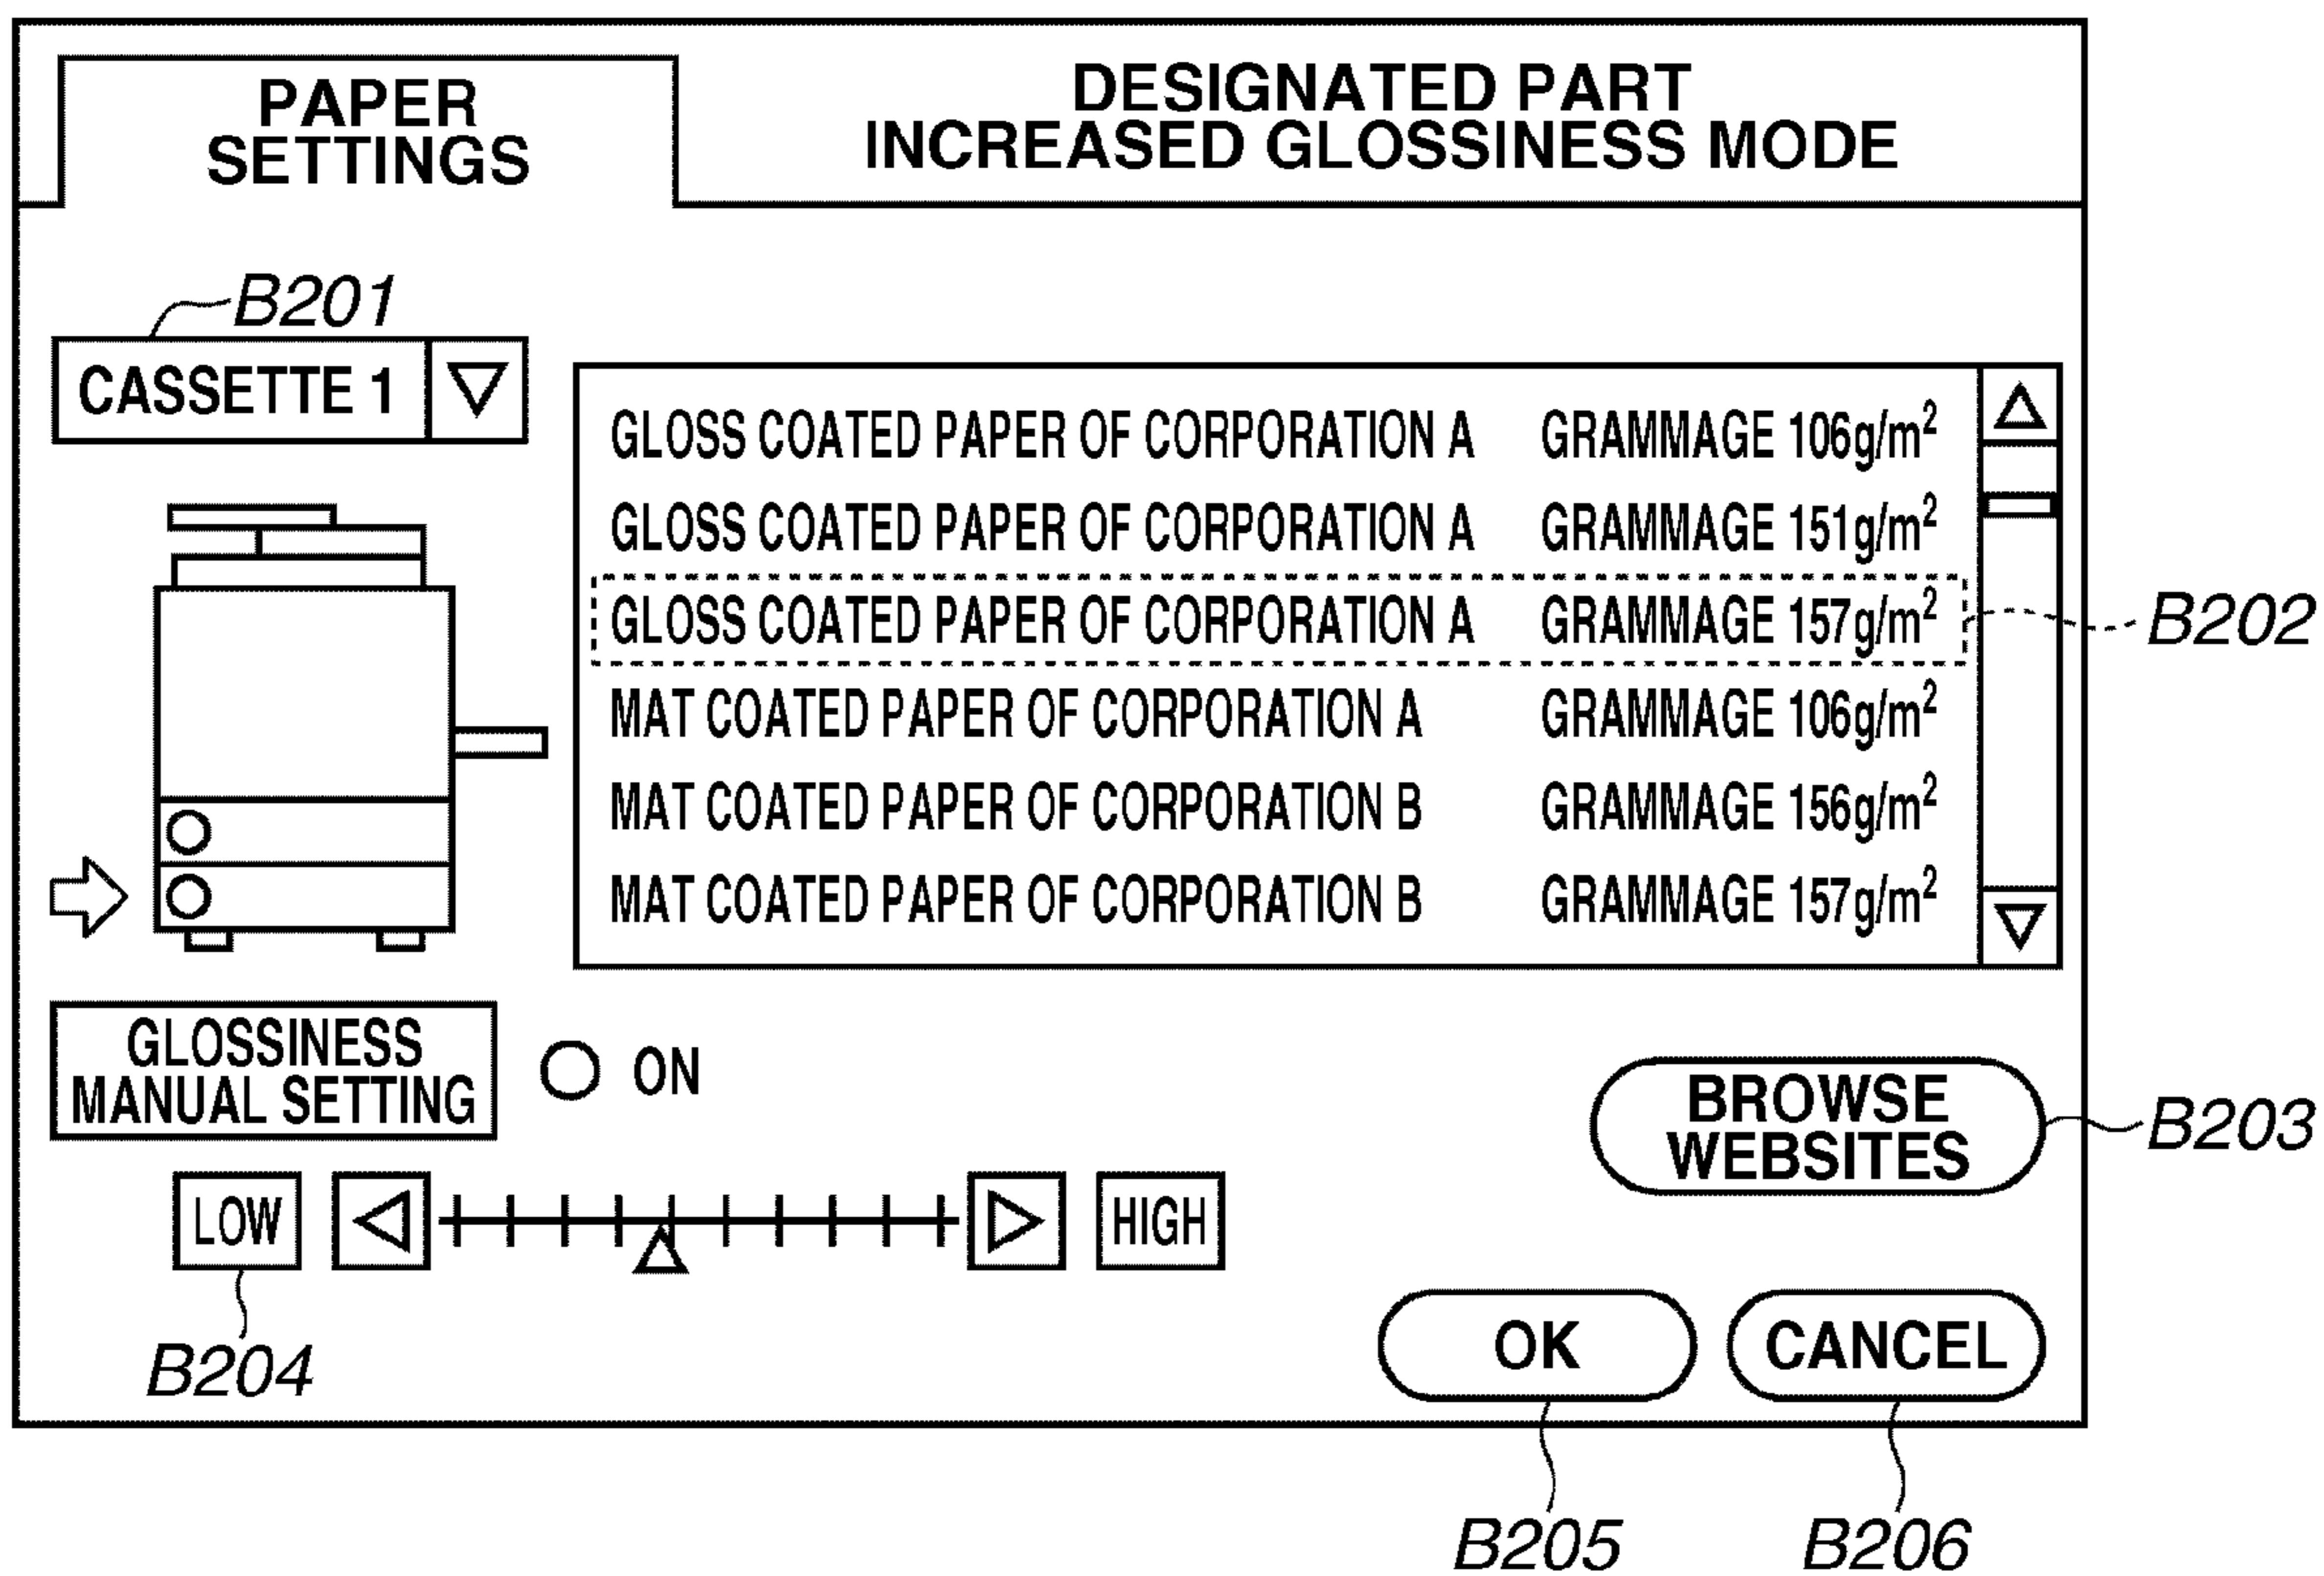 PAPER
SETTINGS
DESIGNATED PART
INCREASED GLOSSINESS MODE
B201
CASSETTE 1
GLOSS COATED PAPER OF CORPORATION A GRAMMAGE 106g/m²
GLOSS COATED PAPER OF CORPORATION A GRAMMAGE 151g/m²
GLOSS COATED PAPER OF CORPORATION A GRAMMAGE 157g/m²
B202
MAT COATED PAPER OF CORPORATION A GRAMMAGE 106g/m²
MAT COATED PAPER OF CORPORATION B GRAMMAGE 156g/m²
MAT COATED PAPER OF CORPORATION B GRAMMAGE 157g/m²
GLOSSINESS
MANUAL SETTING
ON
BROWSE
WEBSITES
B203
LOW
HIGH
B204
OK
CANCEL
B205
B206